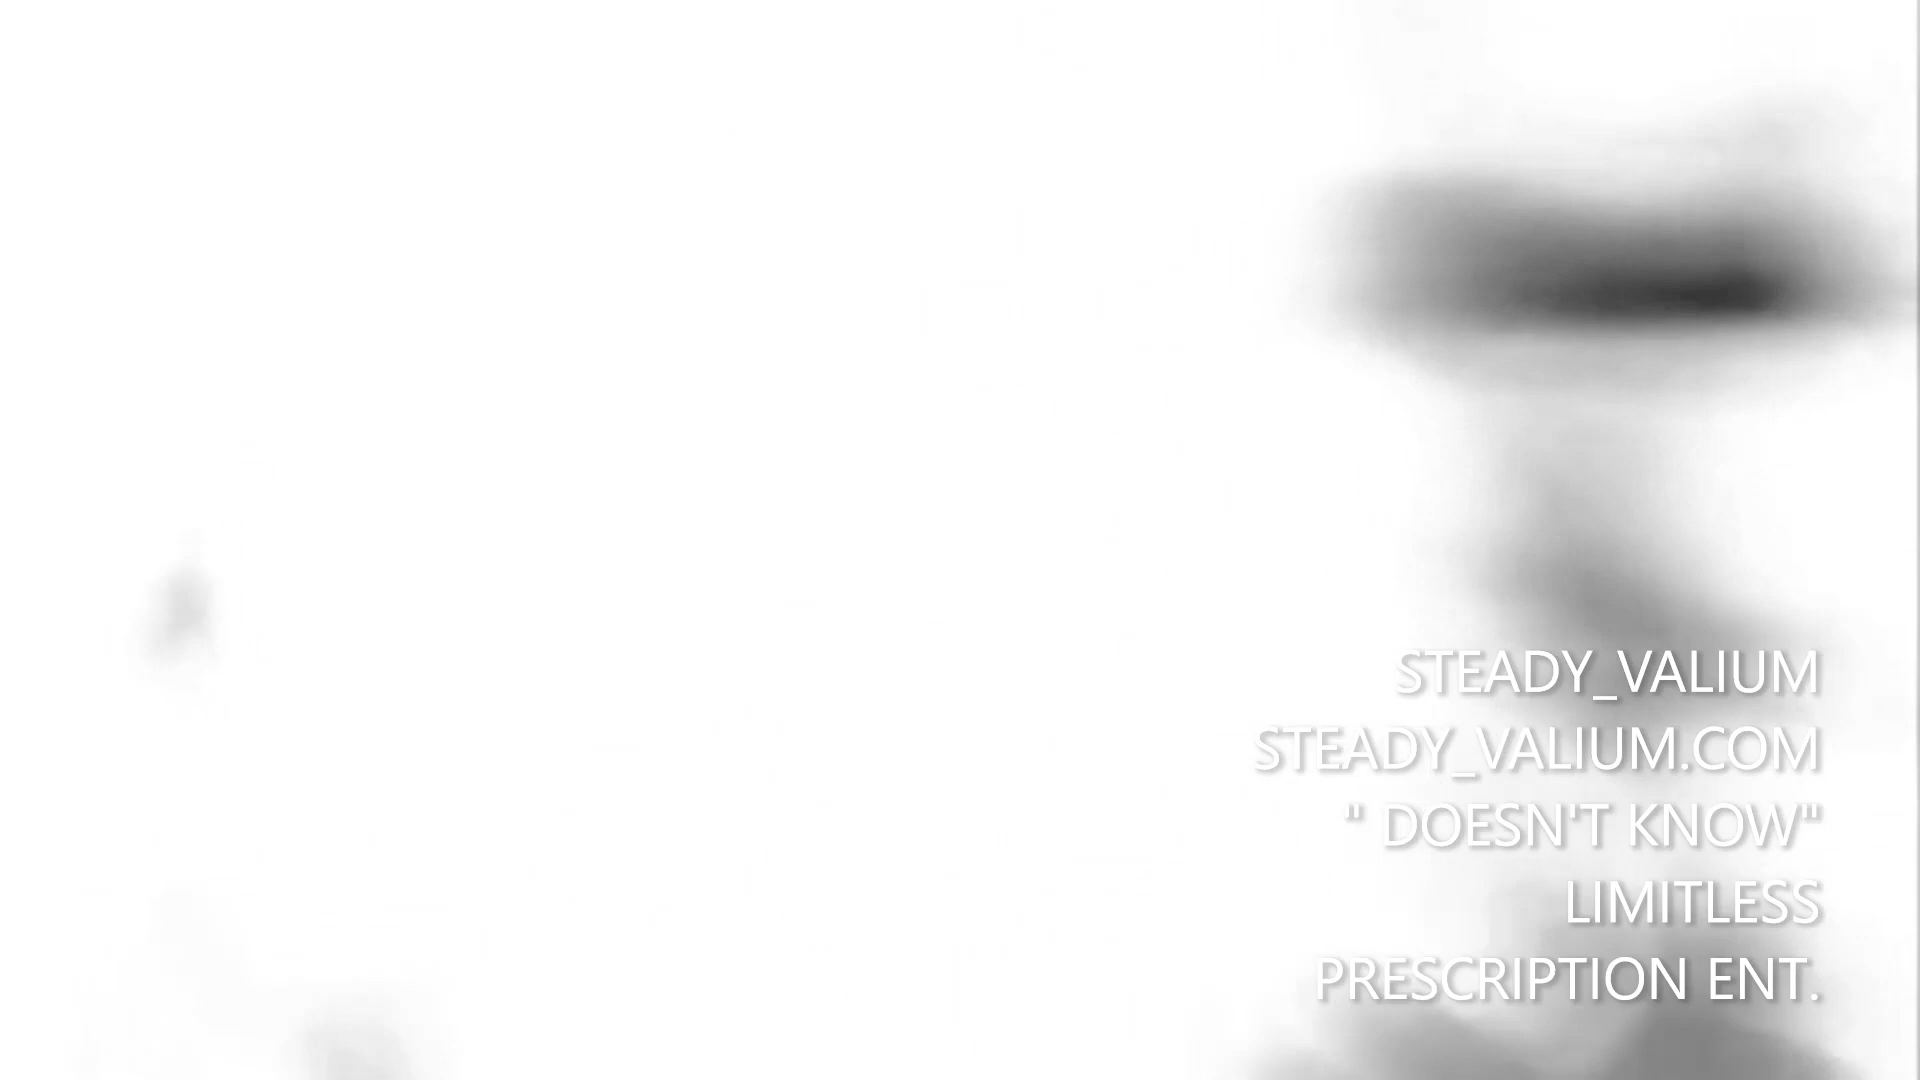 STEADY_VALIUM
STEADY_VALIUM.COM
" DOESN'T KNOW"
LIMITLESS
PRESCRIPTION ENT.